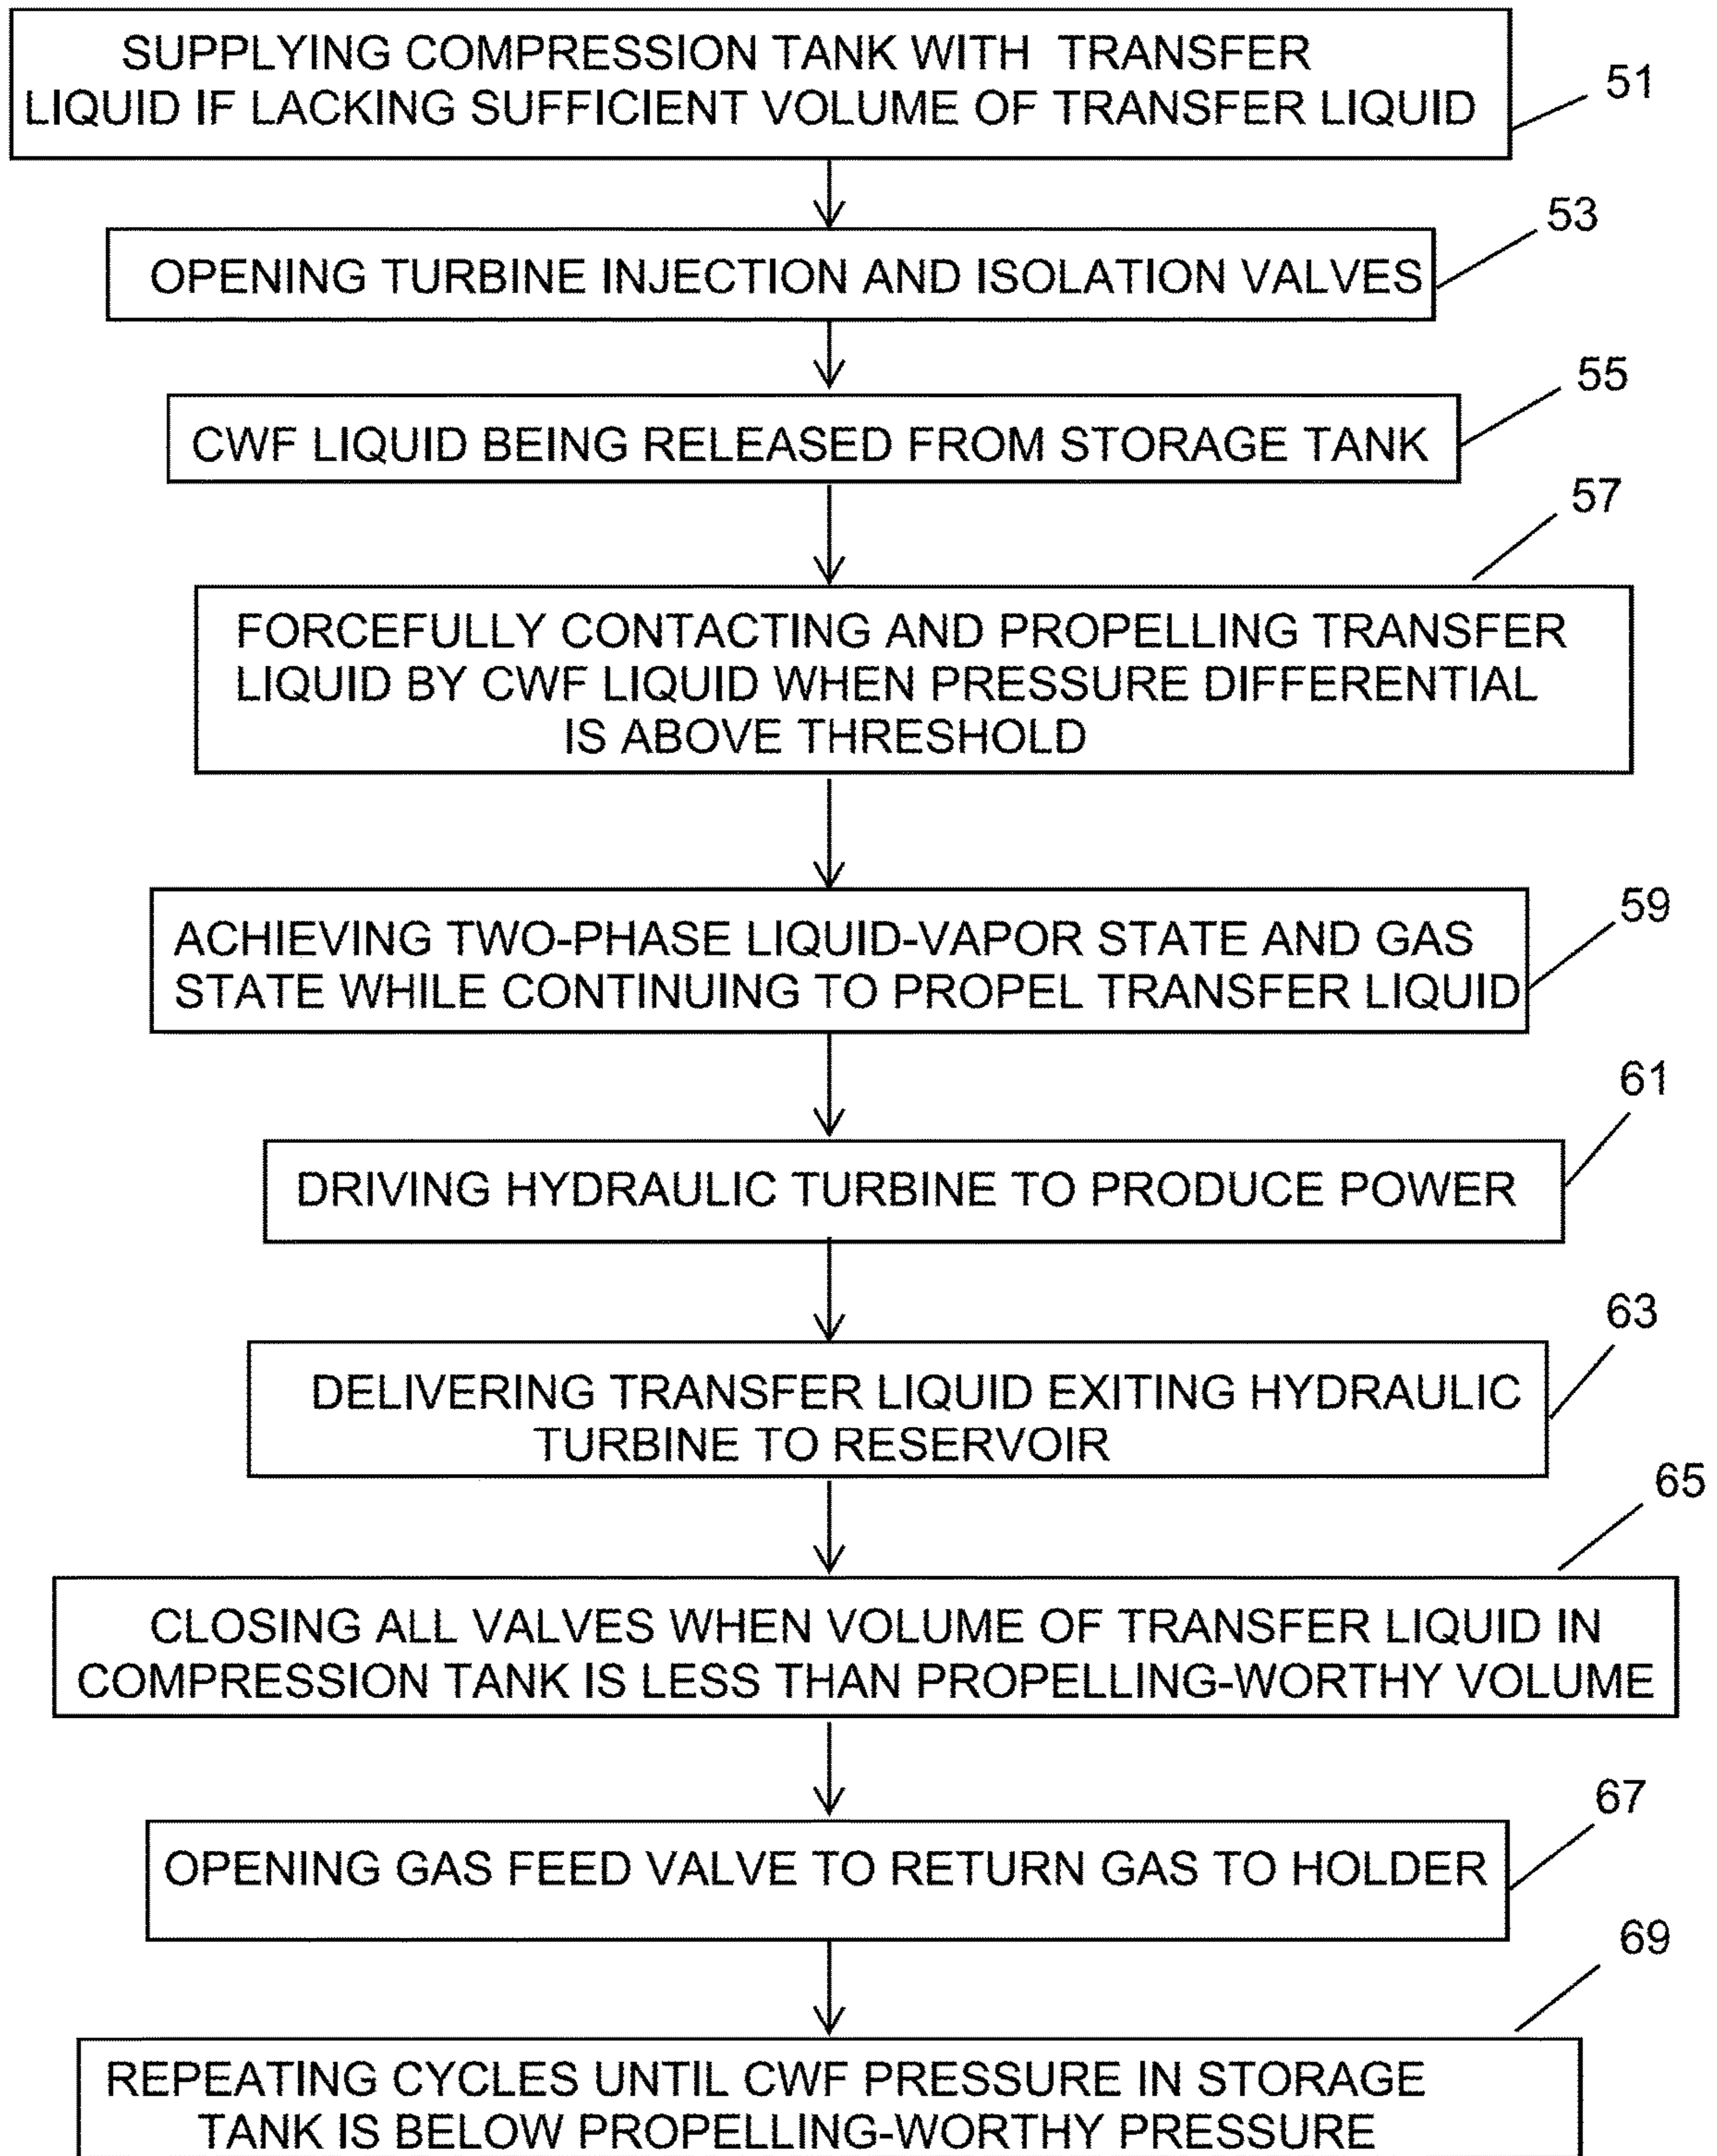 SUPPLYING COMPRESSION TANK WITH TRANSFER
LIQUID IF LACKING SUFFICIENT VOLUME OF TRANSFER LIQUID
51
53
OPENING TURBINE INJECTION AND ISOLATION VALVES
55
CWF LIQUID BEING RELEASED FROM STORAGE TANK
57
FORCEFULLY CONTACTING AND PROPELLING TRANSFER
LIQUID BY CWF LIQUID WHEN PRESSURE DIFFERENTIAL
IS ABOVE THRESHOLD
59
ACHIEVING TWO-PHASE LIQUID-VAPOR STATE AND GAS
STATE WHILE CONTINUING TO PROPEL TRANSFER LIQUID
61
DRIVING HYDRAULIC TURBINE TO PRODUCE POWER
63
DELIVERING TRANSFER LIQUID EXITING HYDRAULIC
TURBINE TO RESERVOIR
65
CLOSING ALL VALVES WHEN VOLUME OF TRANSFER LIQUID IN
COMPRESSION TANK IS LESS THAN PROPELLING-WORTHY VOLUME
67
OPENING GAS FEED VALVE TO RETURN GAS TO HOLDER
69
REPEATING CYCLES UNTIL CWF PRESSURE IN STORAGE
TANK IS BELOW PROPELLING-WORTHY PRESSURE